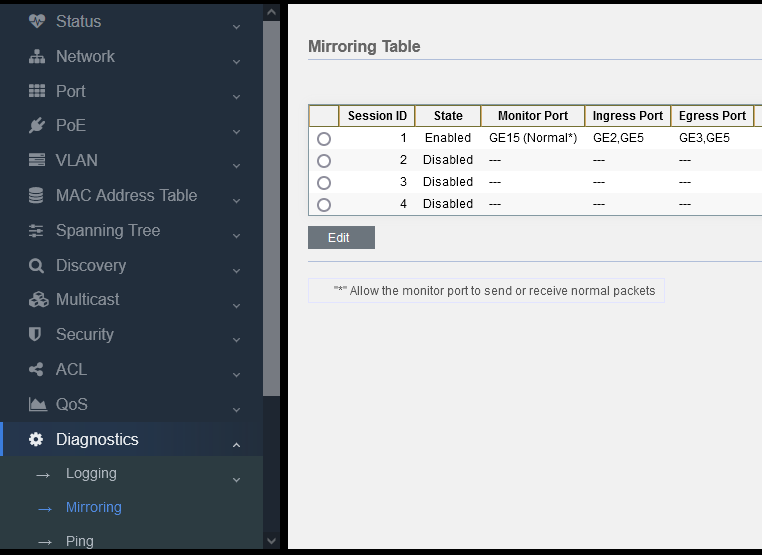 Status
Network
Port
PoE
VLAN
MAC Address Table
Spanning Tree
Discovery
Multicast
Security
ACL
QoS
Diagnostics
Logging
Mirroring
Ping
Mirroring Table
Session ID State Monitor Port Ingress Port Egress Port
1 Enabled GE15 (Normal*) GE2,GE5 GE3,GE5
2 Disabled --- --- ---
3 Disabled --- --- ---
4 Disabled --- --- ---
Edit
"*" Allow the monitor port to send or receive normal packets